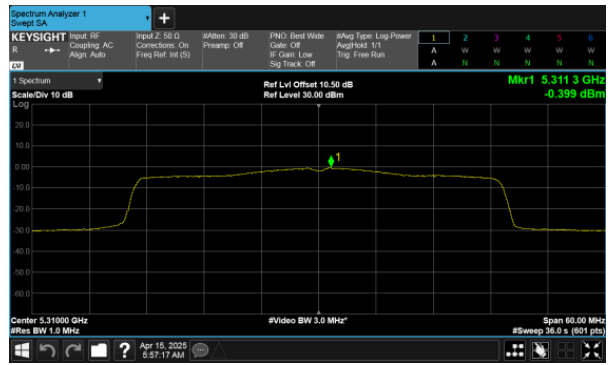 Spectrum Analyzer 1
Swept SA
KEYSIGHT
R
LXI
Input: RF
Coupling: AC
Align: Auto
Input Z: 50 Ω
Corrections: On
Freq Ref: Int (S)
#Atten: 30 dB
Preamp: Off
PNO: Best Wide
Gate: Off
IF Gain: Low
Sig Track: Off
#Avg Type: Log-Power
Avg|Hold: 1/1
Trig: Free Run
1 2 3 4 5 6
A W W W W W
A N N N N N
1 Spectrum
Scale/Div 10 dB
Ref Lvl Offset 10.50 dB
Ref Level 30.00 dBm
Mkr1 5.311 3 GHz
-0.399 dBm
Log
20.0
10.0
0.00
-10.0
-20.0
-30.0
-40.0
-50.0
-60.0
1
Center 5.31000 GHz
#Res BW 1.0 MHz
#Video BW 3.0 MHz*
Span 60.00 MHz
#Sweep 36.0 s (601 pts)
?
Apr 15, 2025
5:57:17 AM